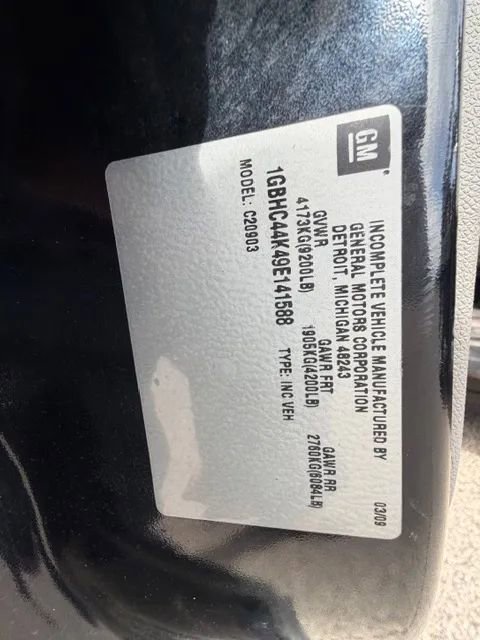 GM®
INCOMPLETE VEHICLE MANUFACTURED BY 03/09
GENERAL MOTORS CORPORATION
DETROIT, MICHIGAN 48243
GVWR GAWR FRT GAWR RR
4173KG(9200LB) 1905KG(4200LB) 2760KG(6084LB)
1GBHC44K49E141588 TYPE: INC VEH
MODEL: C20903